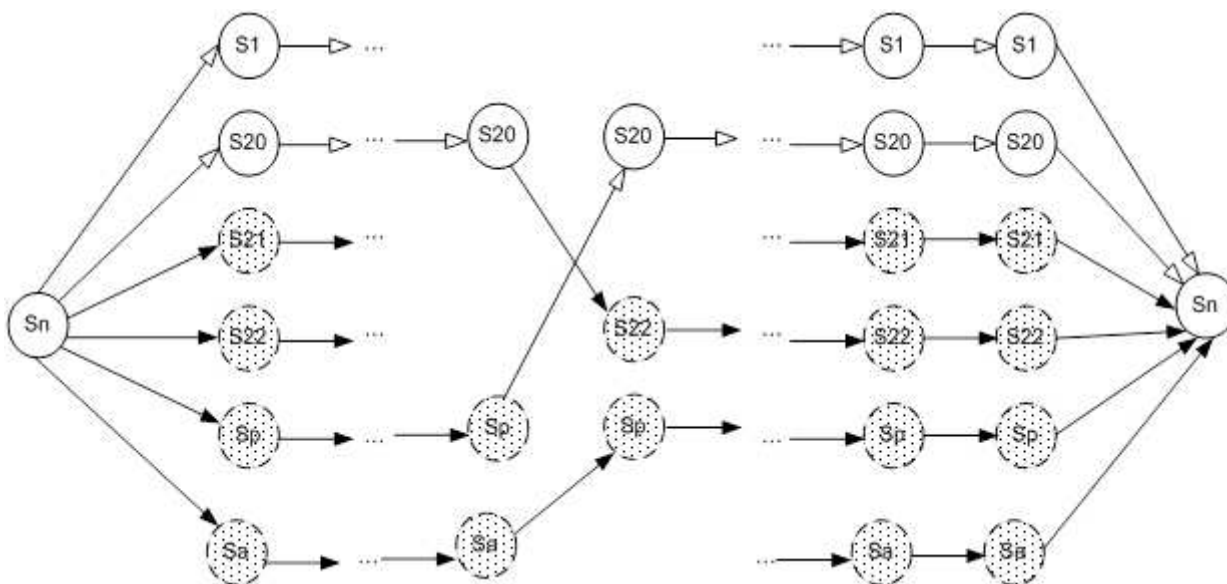 S1 ... ... S1 S1
S20 ... S20 S20 ... S20 S20
S21 ... ... S21 S21
Sn Sn
S22 ... S22 ... S22 S22
Sp ... Sp Sp ... Sp Sp
Sa ... Sa ... Sa Sa